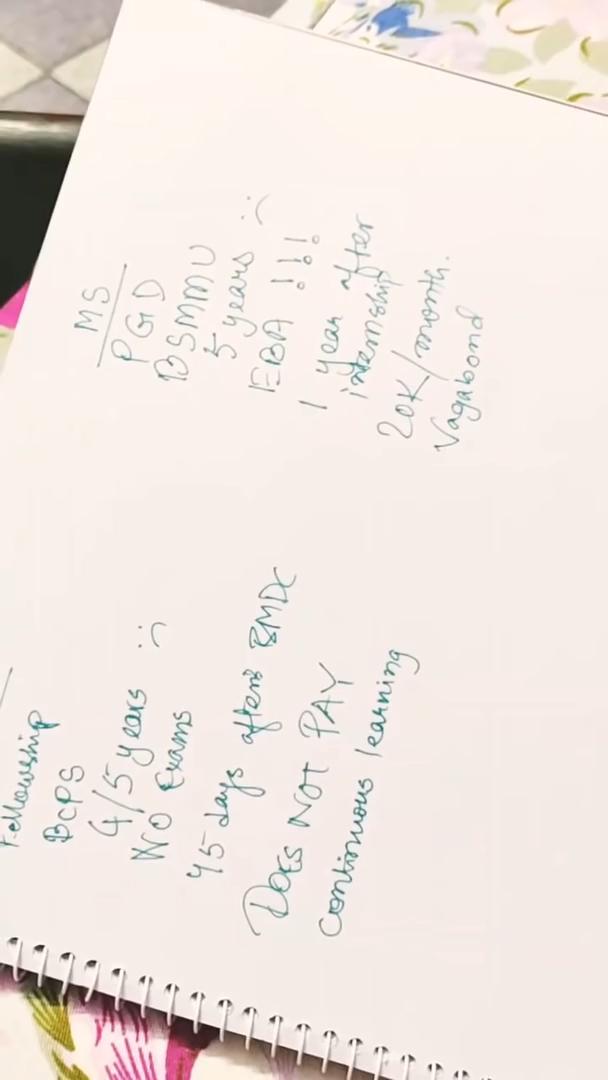 Fellowship
BCPS
4/5 years :(
NO Exams
45 days after BMDC
DOES NOT PAY
continuous learning
MS
PGD
BSMMU
5 years :(
EBA !!!
1 year after
internship
20K/month.
Vagabond